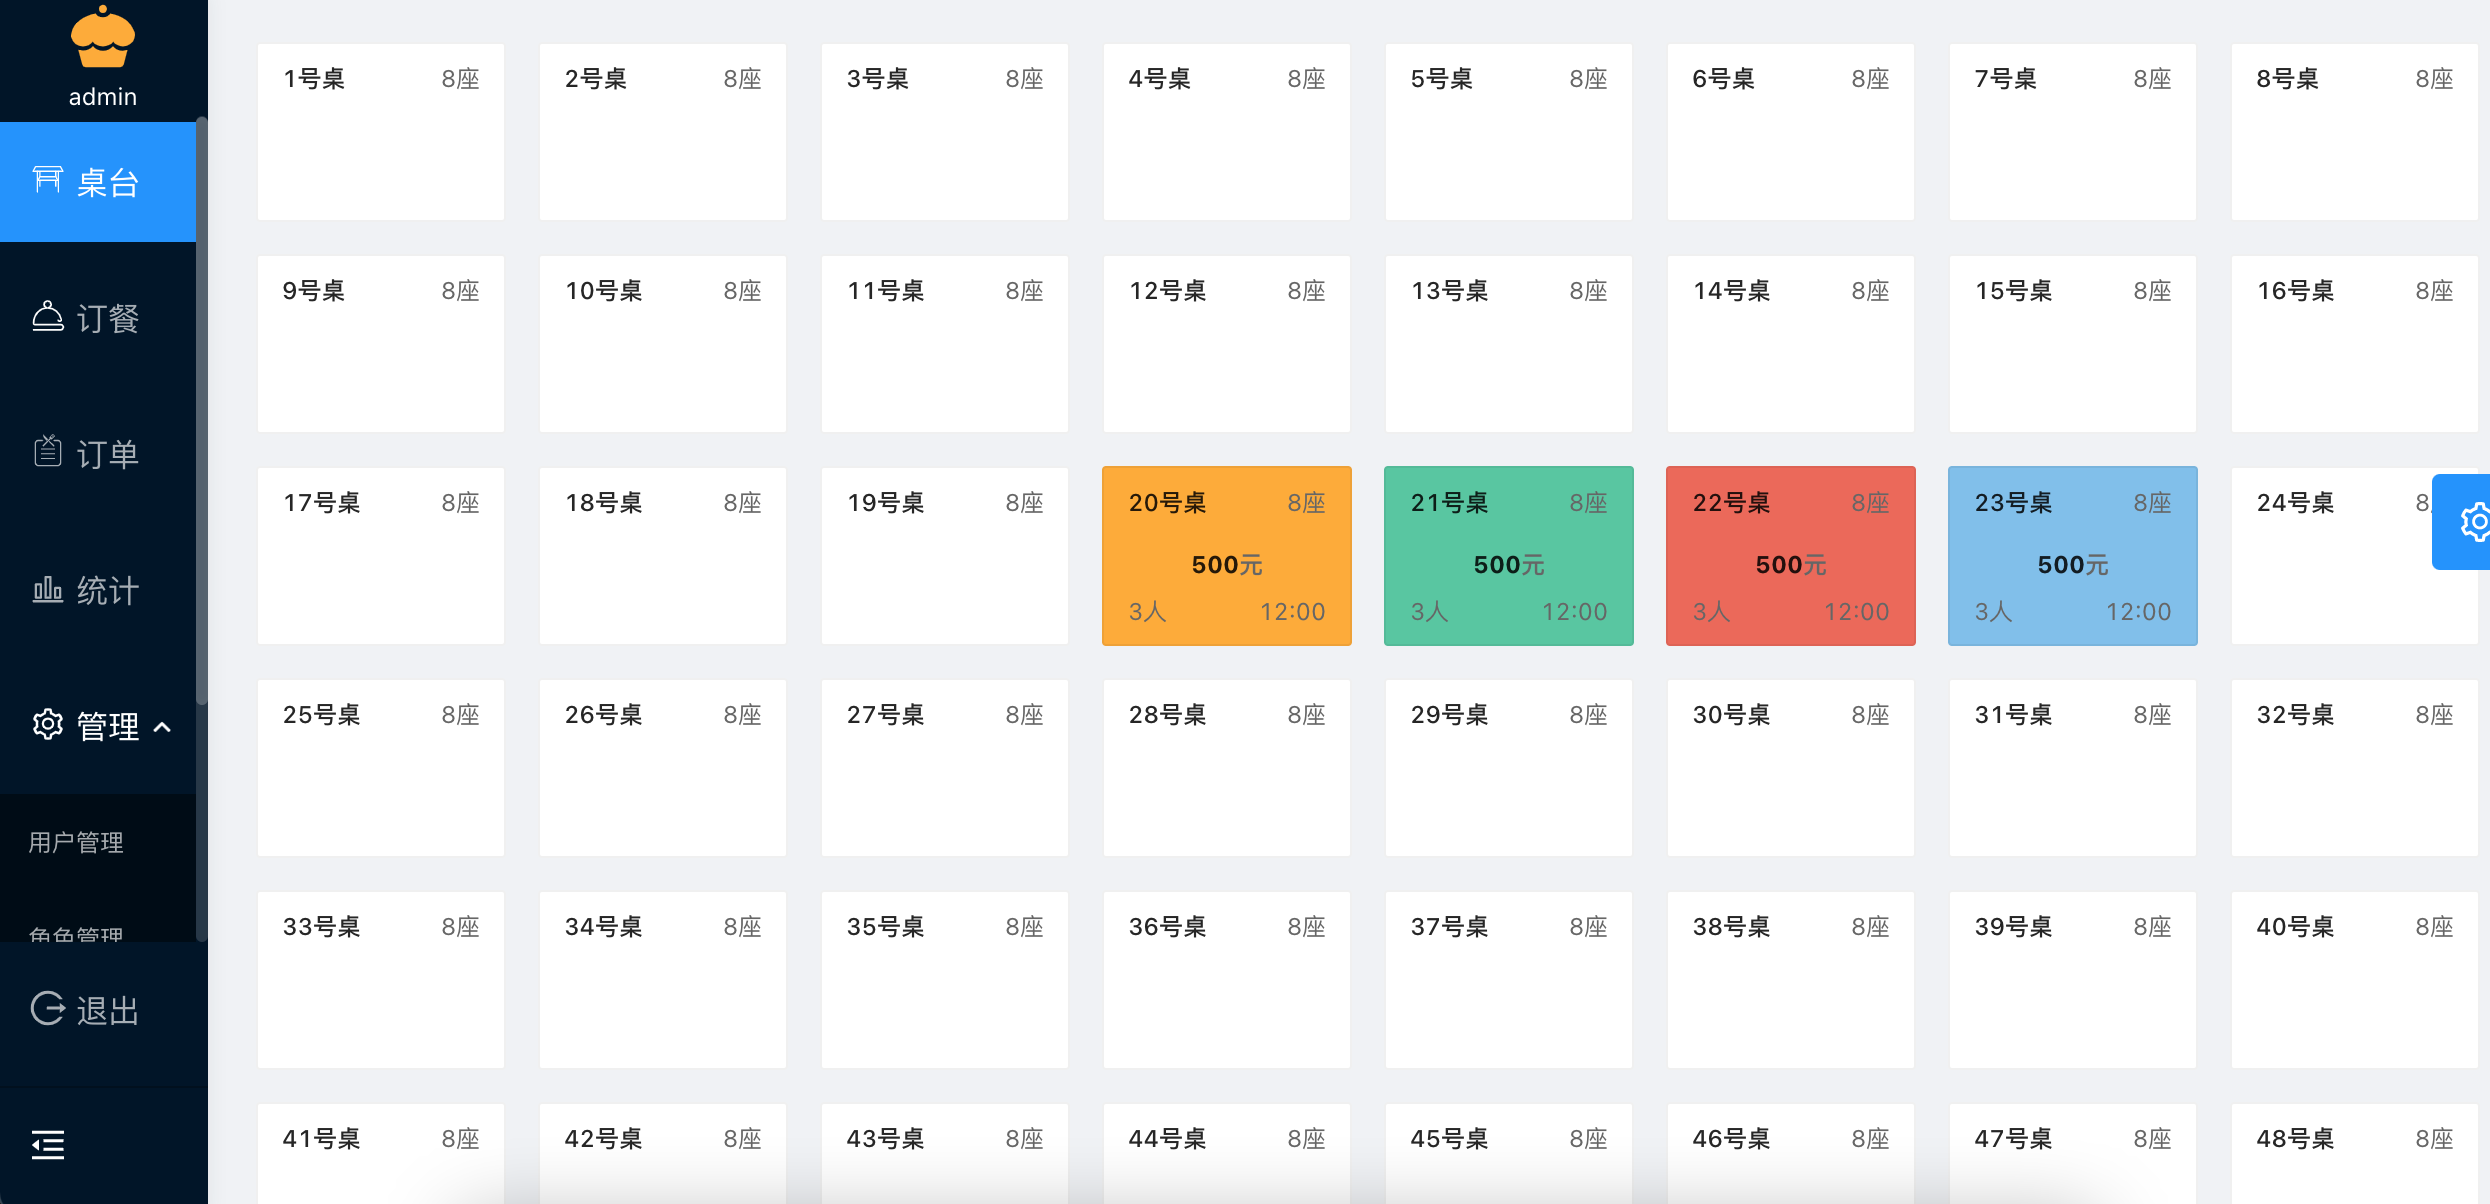 admin
桌台
订餐
订单
统计
管理
用户管理
角色管理
退出
1号桌 8座 2号桌 8座 3号桌 8座 4号桌 8座 5号桌 8座 6号桌 8座 7号桌 8座 8号桌 8座
9号桌 8座 10号桌 8座 11号桌 8座 12号桌 8座 13号桌 8座 14号桌 8座 15号桌 8座 16号桌 8座
17号桌 8座 18号桌 8座 19号桌 8座 20号桌 8座 21号桌 8座 22号桌 8座 23号桌 8座 24号桌 8
500元 500元 500元 500元
3人 12:00 3人 12:00 3人 12:00 3人 12:00
25号桌 8座 26号桌 8座 27号桌 8座 28号桌 8座 29号桌 8座 30号桌 8座 31号桌 8座 32号桌 8座
33号桌 8座 34号桌 8座 35号桌 8座 36号桌 8座 37号桌 8座 38号桌 8座 39号桌 8座 40号桌 8座
41号桌 8座 42号桌 8座 43号桌 8座 44号桌 8座 45号桌 8座 46号桌 8座 47号桌 8座 48号桌 8座